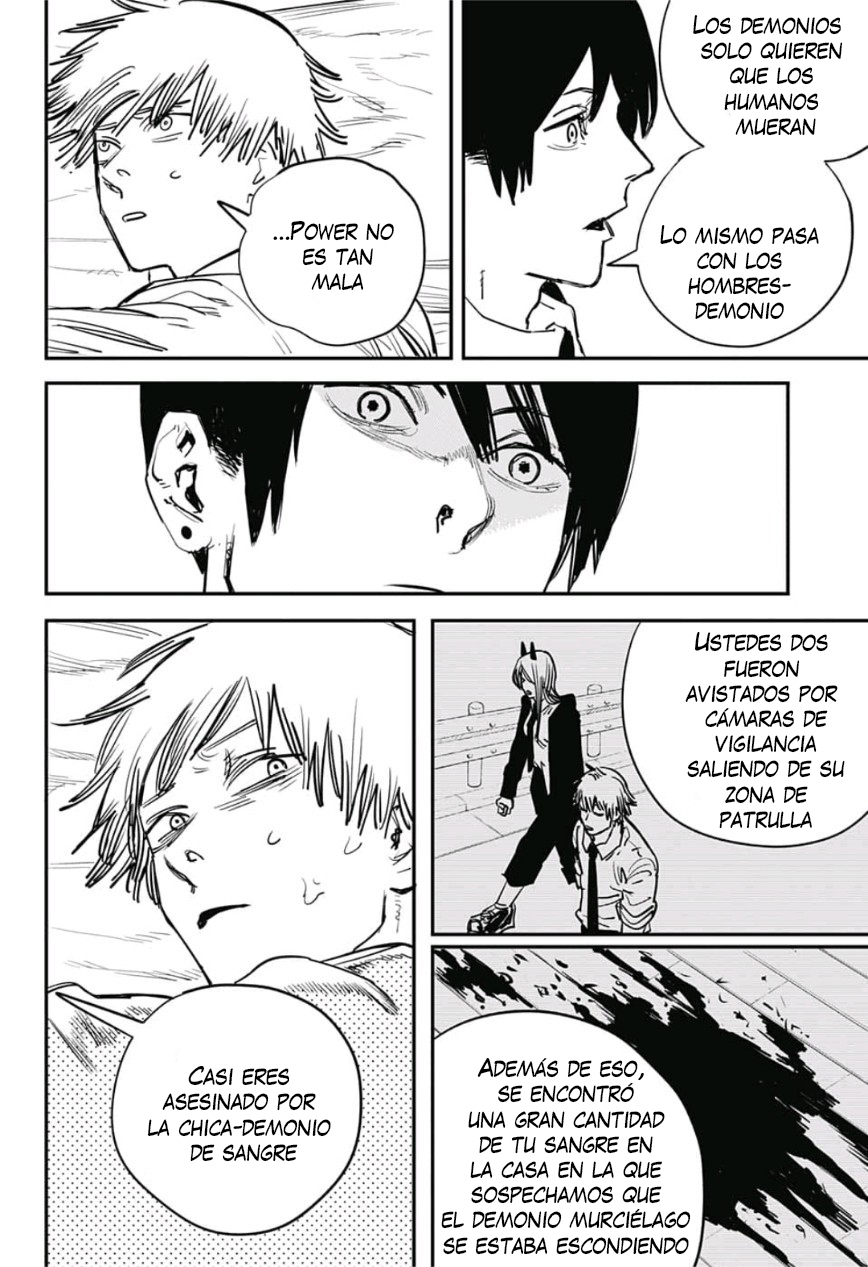 LOS DEMONIOS
SOLO QUIEREN
QUE LOS
HUMANOS
MUERAN
LO MISMO PASA
CON LOS
HOMBRES-
DEMONIO
...POWER NO
ES TAN
MALA
USTEDES DOS
FUERON
AVISTADOS POR
CÁMARAS DE
VIGILANCIA
SALIENDO DE SU
ZONA DE
PATRULLA
ADEMÁS DE ESO,
SE ENCONTRÓ
UNA GRAN CANTIDAD
DE TU SANGRE EN
LA CASA EN LA QUE
SOSPECHAMOS QUE
EL DEMONIO MURCIÉLAGO
SE ESTABA ESCONDIENDO
CASI ERES
ASESINADO POR
LA CHICA-DEMONIO
DE SANGRE